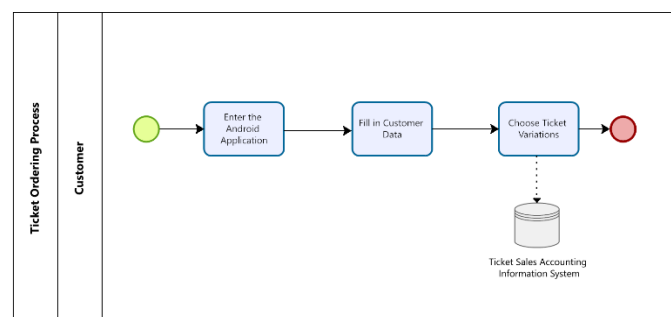 Ticket Ordering Process
Customer
Enter the
Android
Application
Fill in Customer
Data
Choose Ticket
Variations
Ticket Sales Accounting
Information System